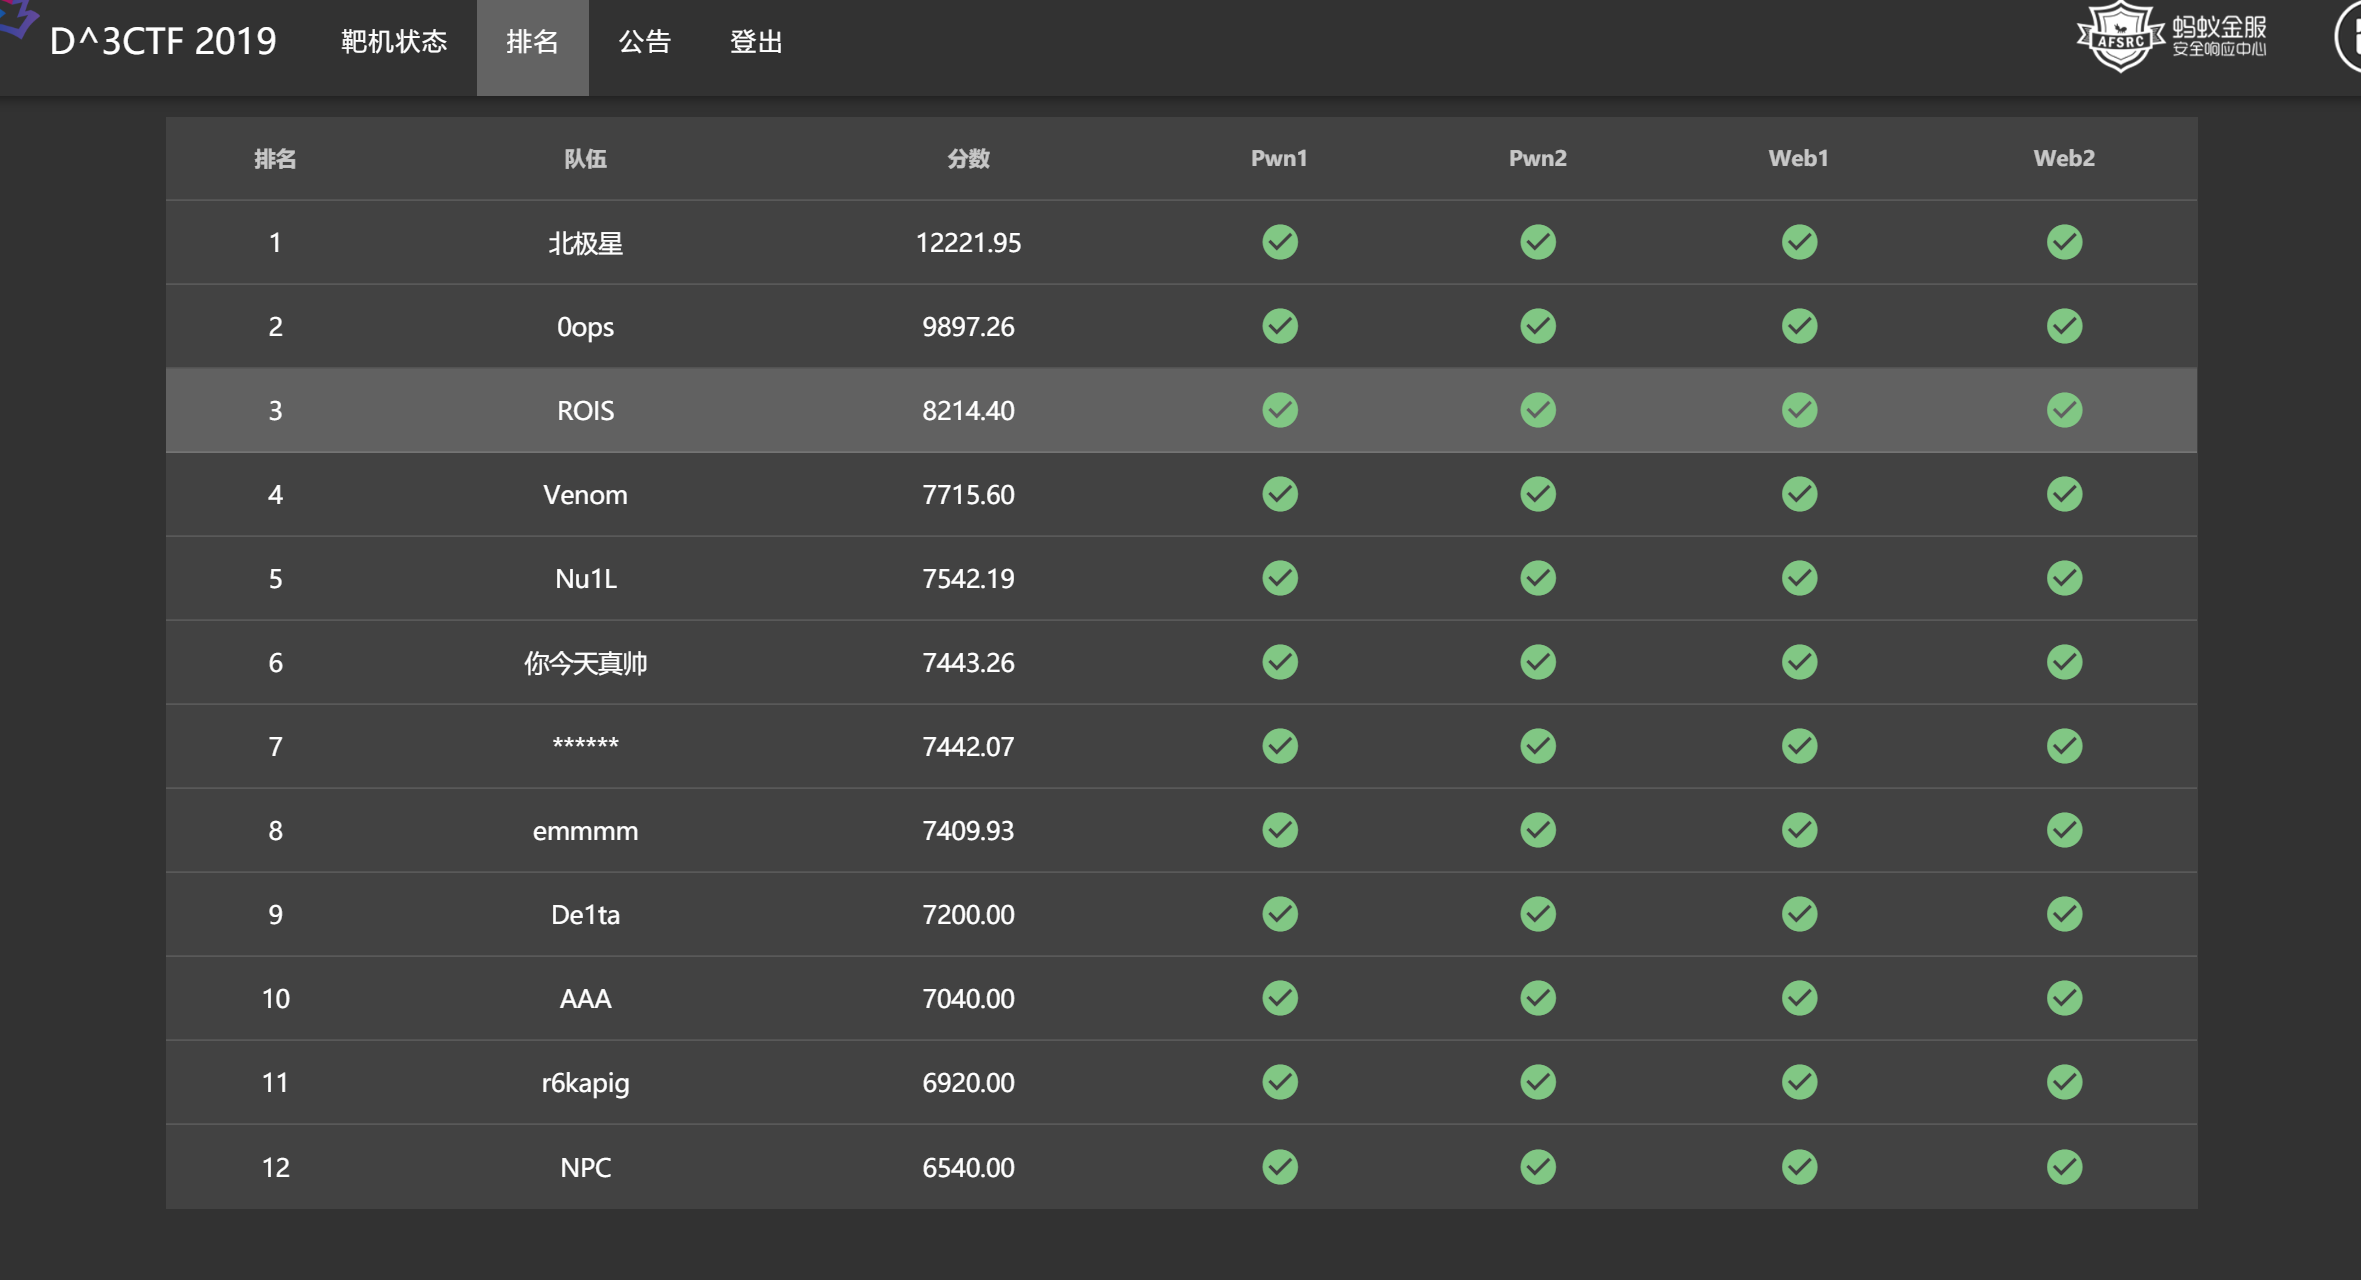 D^3CTF 2019 靶机状态 排名 公告 登出
AFSRC 蚂蚁金服
安全响应中心
排名 队伍 分数 Pwn1 Pwn2 Web1 Web2
1 北极星 12221.95
2 0ops 9897.26
3 ROIS 8214.40
4 Venom 7715.60
5 Nu1L 7542.19
6 你今天真帅 7443.26
7 ****** 7442.07
8 emmmm 7409.93
9 De1ta 7200.00
10 AAA 7040.00
11 r6kapig 6920.00
12 NPC 6540.00